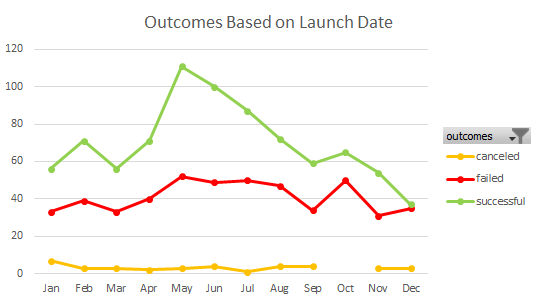 Outcomes Based on Launch Date
120
100
80
60
40
20
0
Jan Feb Mar Apr May Jun Jul Aug Sep Oct Nov Dec
outcomes
canceled
failed
successful